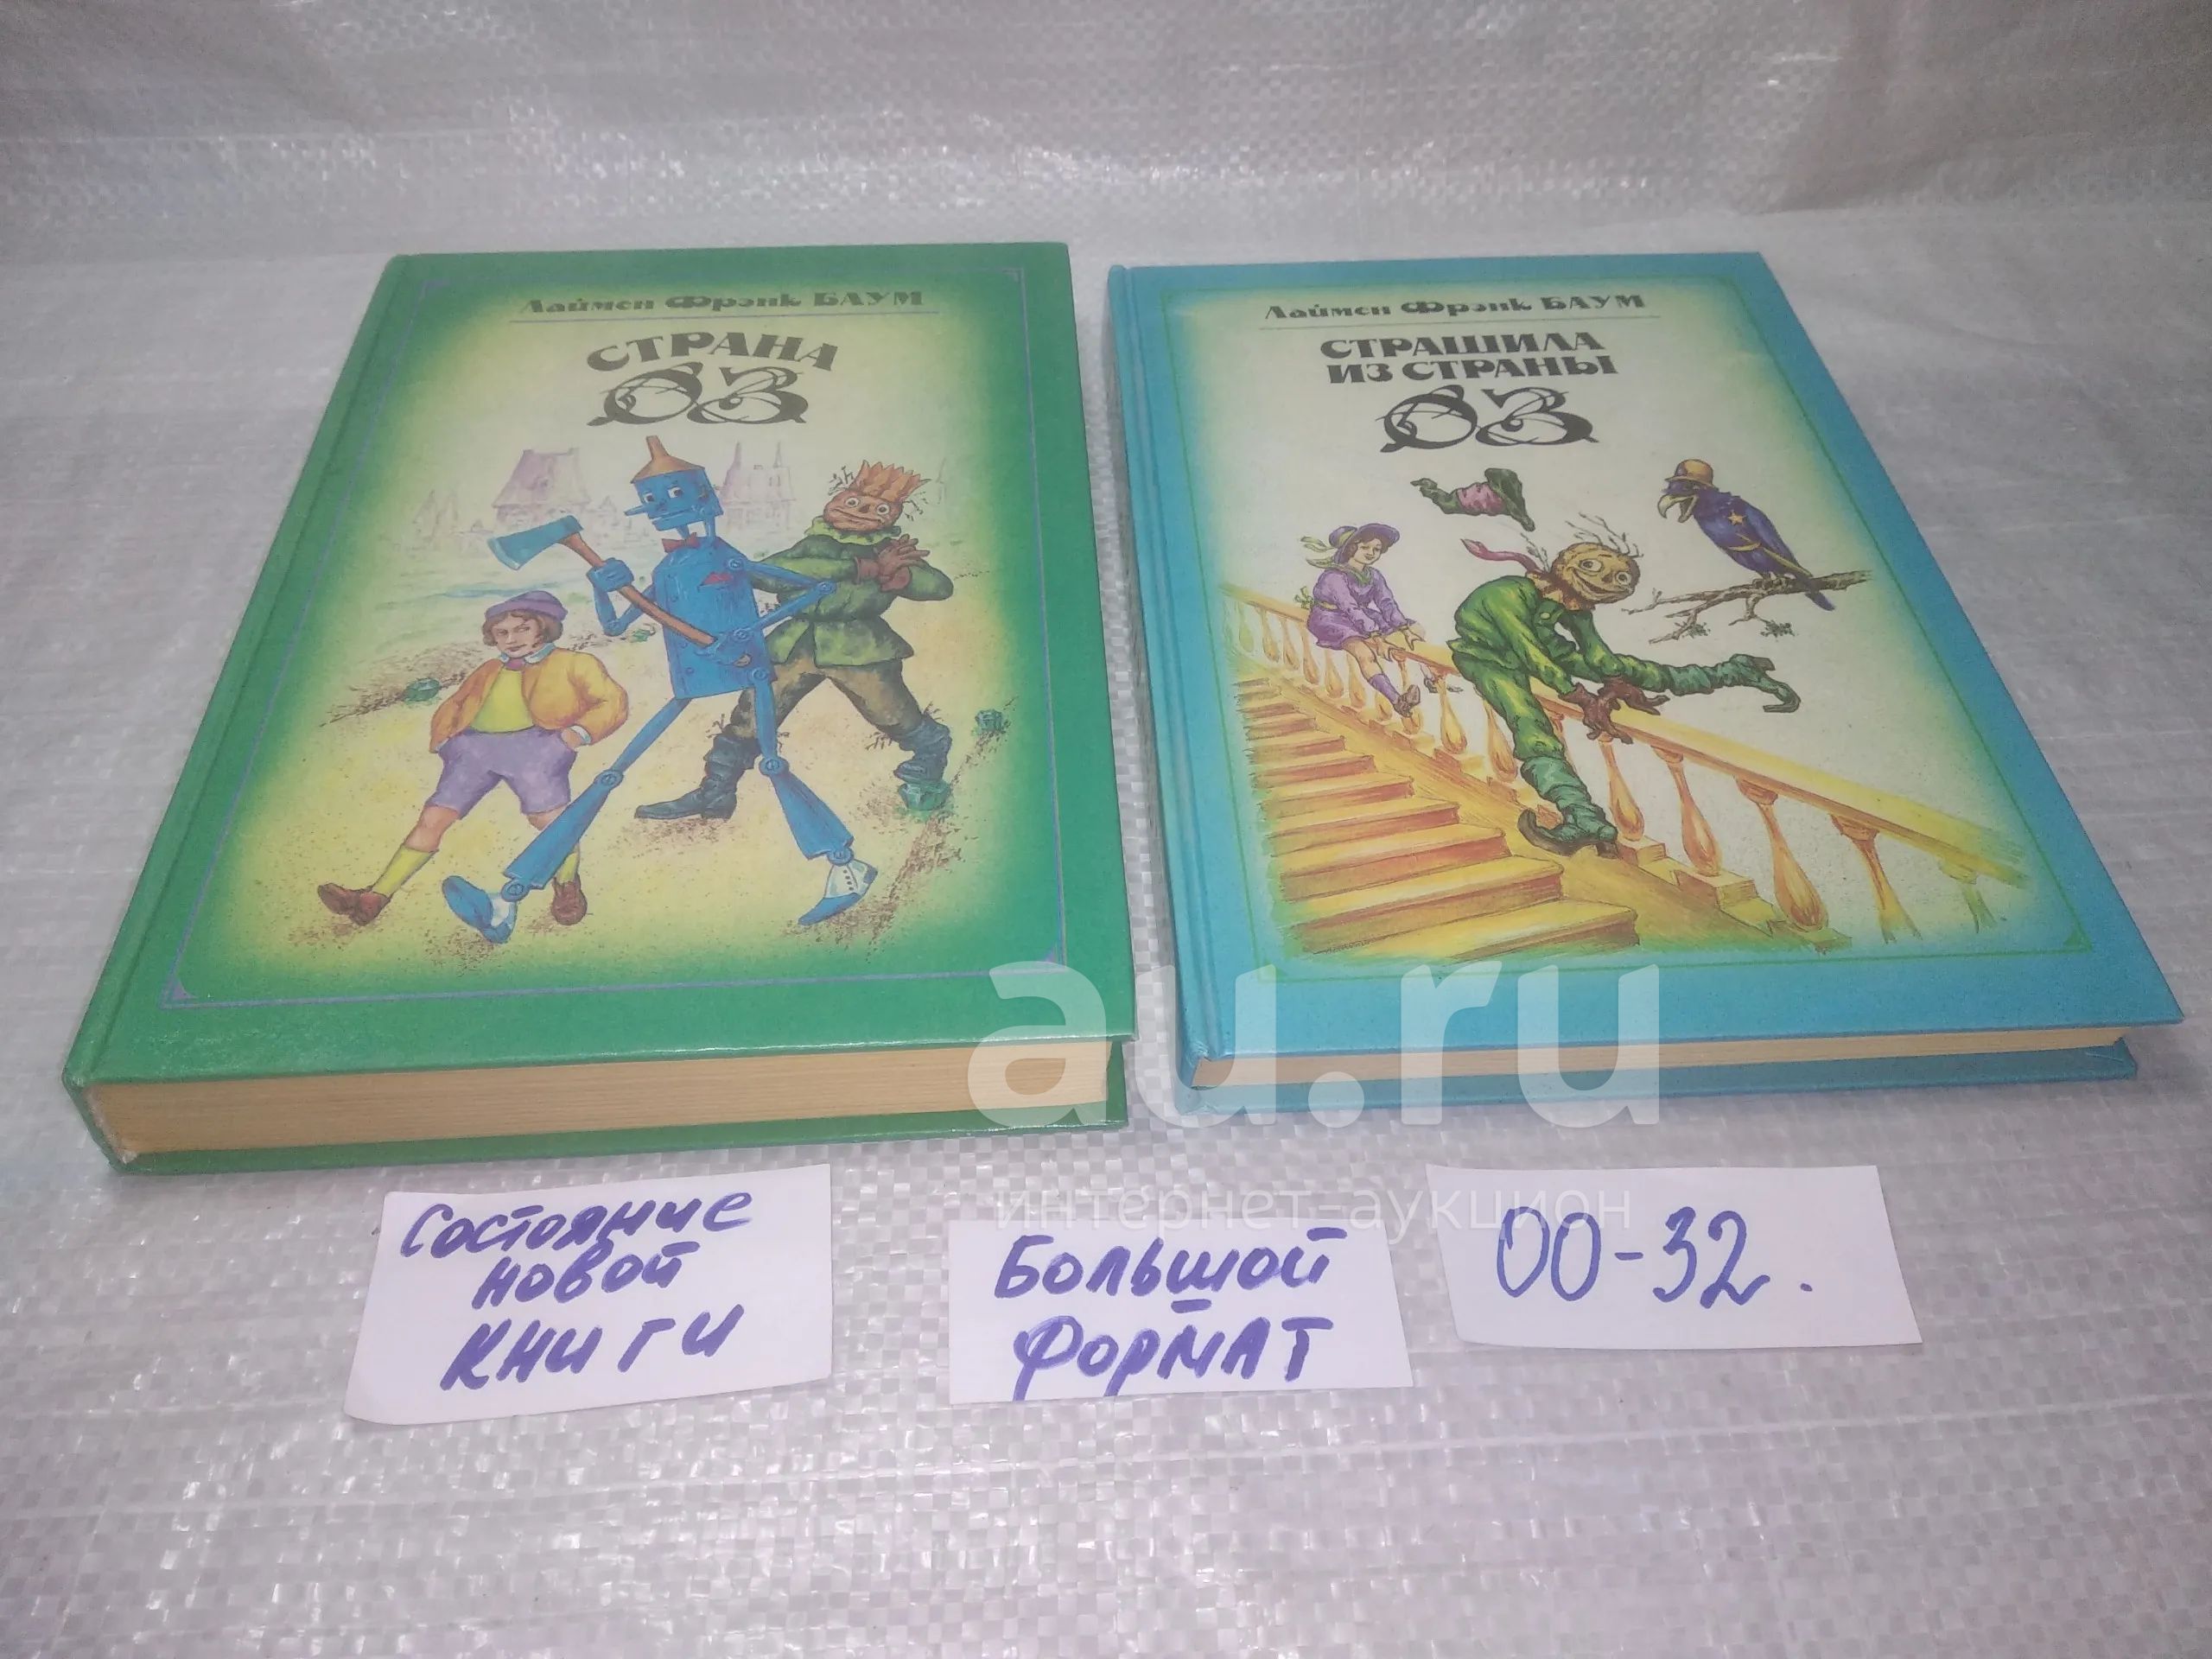 Лаймен Фрэнк БАУМ
СТРАНА
ОЗ
Лаймен Фрэнк БАУМ
СТРАШИЛА
ИЗ СТРАНЫ
ОЗ
au.ru
интернет-аукцион
Состояние
новой
книги
Большой
формат
00-32.